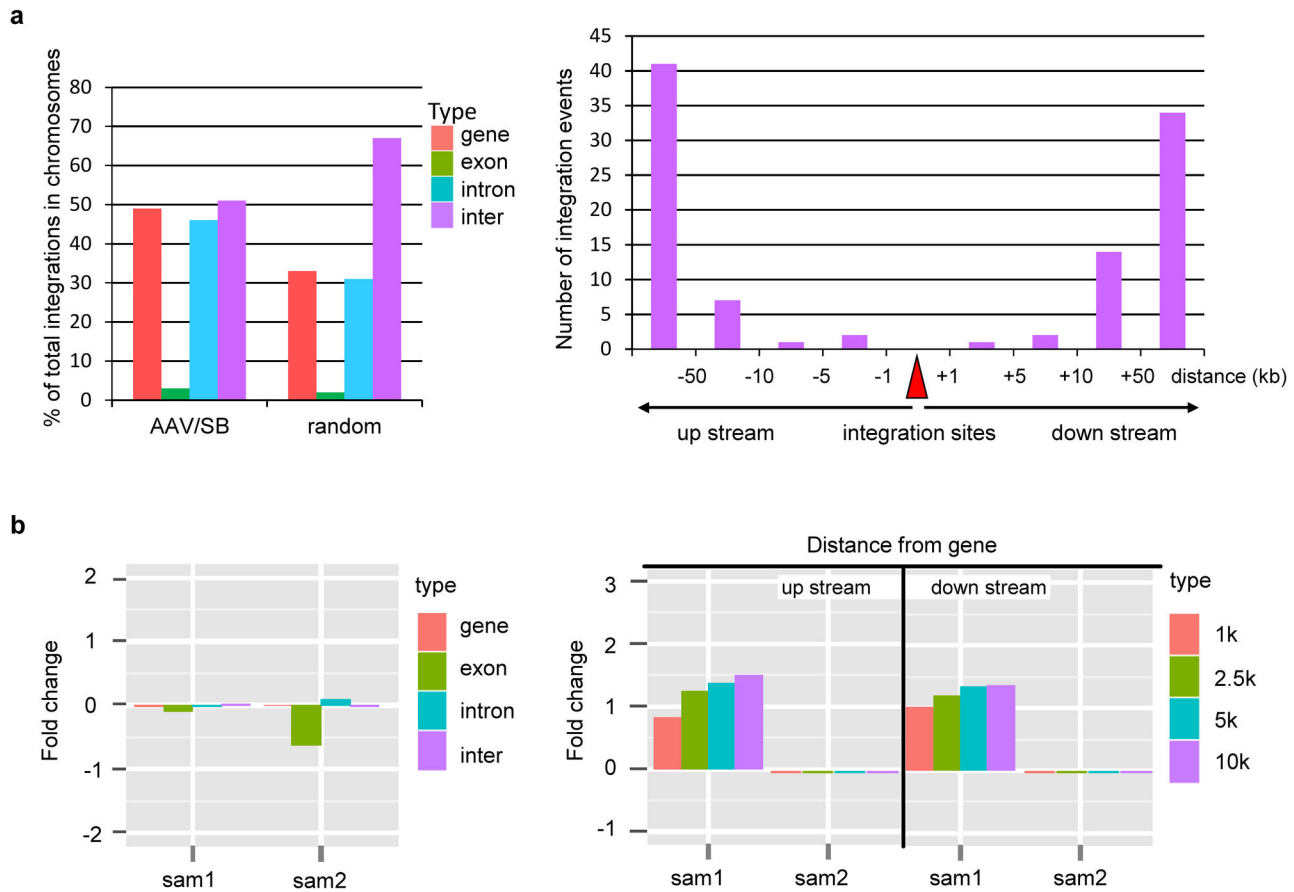 a
% of total integrations in chromosomes
80
70
60
50
40
30
20
10
0
AAV/SB random
Type
gene
exon
intron
inter
Number of integration events
45
40
35
30
25
20
15
10
5
0
-50 -10 -5 -1 +1 +5 +10 +50 distance (kb)
up stream integration sites down stream
b
Fold change
2
1
0
-1
-2
sam1 sam2
type
gene
exon
intron
inter
Distance from gene
up stream down stream
Fold change
3
2
1
0
-1
sam1 sam2 sam1 sam2
type
1k
2.5k
5k
10k